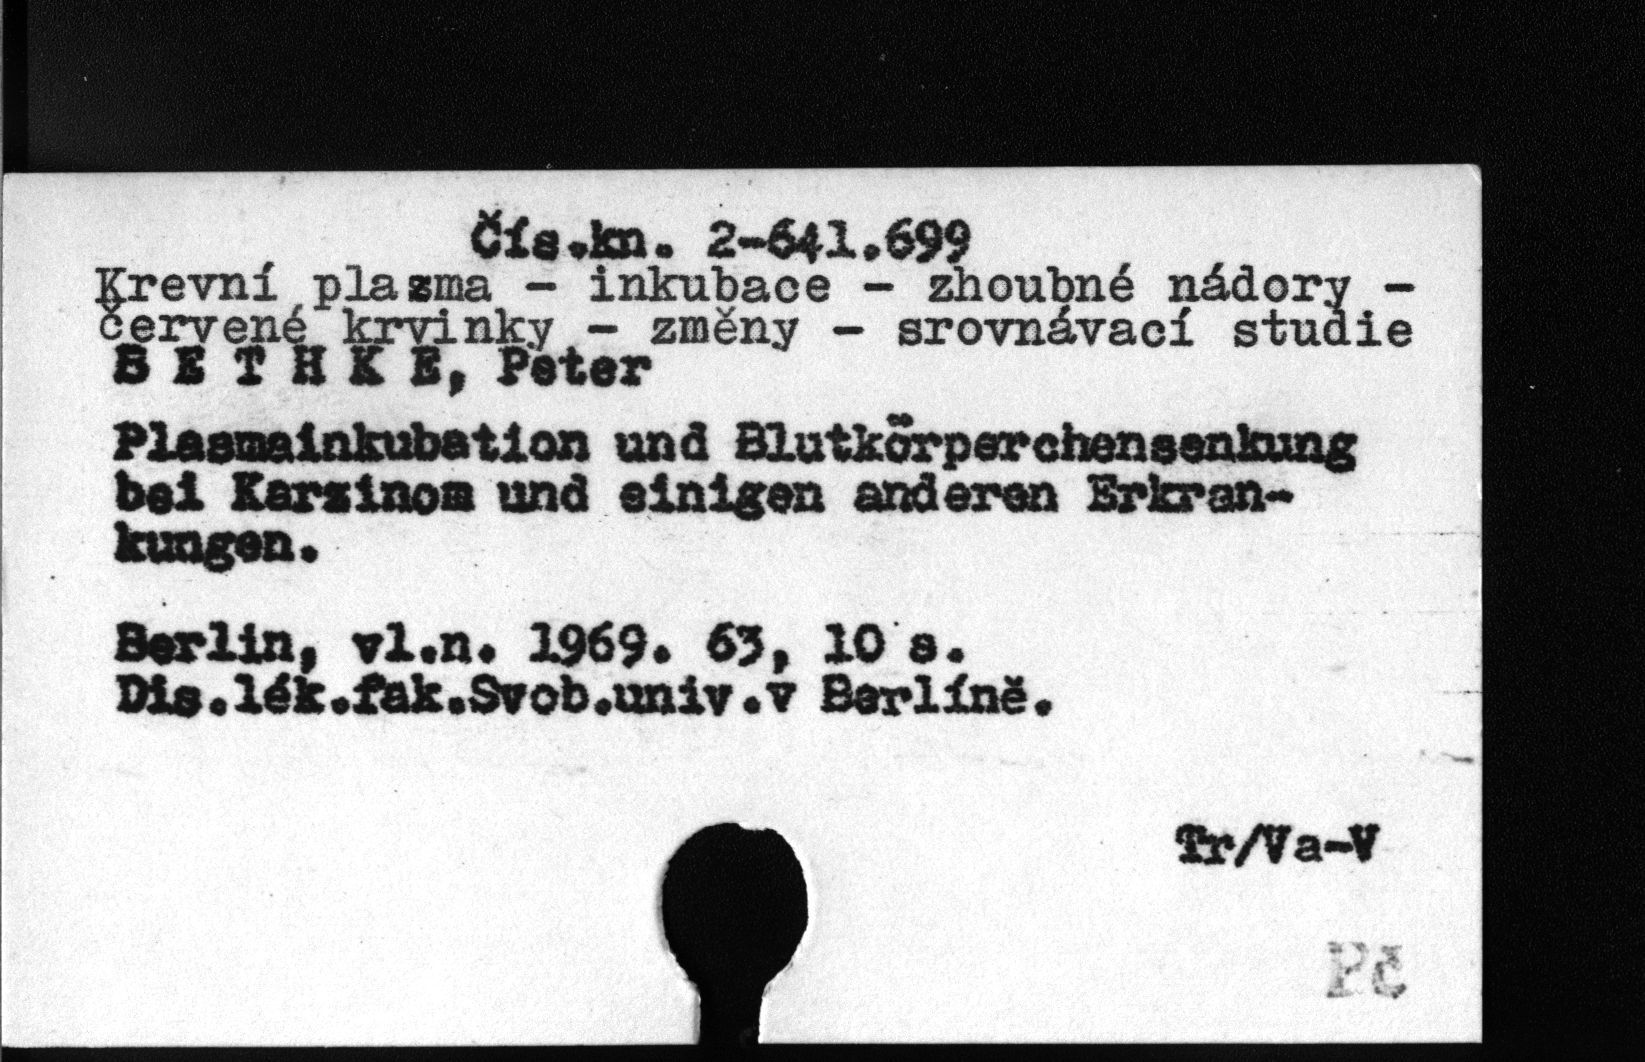 Čís.kn. 2-641.699
Krevní plazma - inkubace - zhoubné nádory -
červené krvinky - změny - srovnávací studie
B E T H K E, Peter
Plasmainkubation und Blutkörperchensenkung
bei Karzinom und einigen anderen Erkran-
kungen.
Berlin, vl.n. 1969. 63, 10 s.
Dis.lék.fak.Svob.univ.v Berlíně.
Tr/Va-V